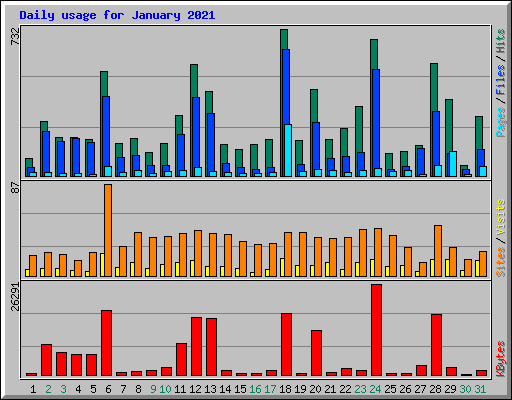 Daily usage for January 2021
732
Pages / Files / Hits
87
Sites / Visits
26291
KBytes
1 2 3 4 5 6 7 8 9 10 11 12 13 14 15 16 17 18 19 20 21 22 23 24 25 26 27 28 29 30 31